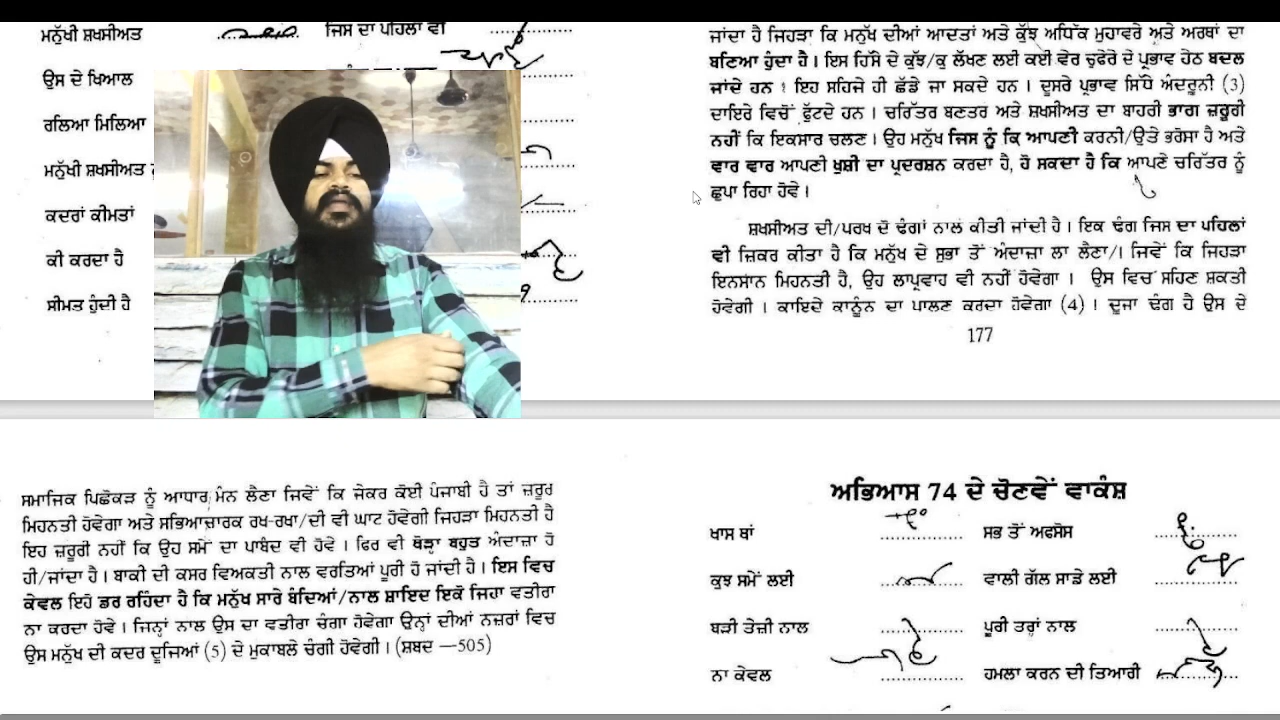 ਮਨੁੱਖੀ ਸ਼ਖਸੀਅਤ
ਜਿਸ ਦਾ ਪਹਿਲਾਂ ਵੀ
ਉਸ ਦੇ ਖਿਆਲ
ਰਲਿਆ ਮਿਲਿਆ
ਮਨੁੱਖੀ ਸ਼ਖਸੀਅਤ
ਕਦਰਾਂ ਕੀਮਤਾਂ
ਕੀ ਕਰਦਾ ਹੈ
ਸੀਮਤ ਹੁੰਦੀ ਹੈ
ਜਾਂਦਾ ਹੈ ਜਿਹੜਾ ਕਿ ਮਨੁੱਖ ਦੀਆਂ ਆਦਤਾਂ ਅਤੇ ਕੁੱਝ ਅਧਿੱਕ ਮੁਹਾਵਰੇ ਅਤੇ ਅਰਥਾਂ ਦਾ
ਬਣਿਆ ਹੁੰਦਾ ਹੈ। ਇਸ ਹਿੱਸੇ ਦੇ ਕੁੱਝ/ਕੁ ਲੱਖਣ ਲਈ ਕਈ ਵੇਰ ਚੁਫੇਰੇ ਦੇ ਪ੍ਰਭਾਵ ਹੇਠ ਬਦਲ
ਜਾਂਦੇ ਹਨ । ਇਹ ਸਹਿਜੇ ਹੀ ਛੱਡੇ ਜਾ ਸਕਦੇ ਹਨ । ਦੂਸਰੇ ਪ੍ਰਭਾਵ ਸਿੱਧੇ ਅੰਦਰੂਨੀ (3)
ਦਾਇਰੇ ਵਿਚੋਂ ਫੁੱਟਦੇ ਹਨ । ਚਰਿੱਤਰ ਬਣਤਰ ਅਤੇ ਸ਼ਖਸੀਅਤ ਦਾ ਬਾਹਰੀ ਭਾਗ ਜ਼ਰੂਰੀ
ਨਹੀਂ ਕਿ ਇਕਸਾਰ ਚਲਣ । ਉਹ ਮਨੁੱਖ ਜਿਸ ਨੂੰ ਕਿ ਆਪਣੀ ਕਰਨੀ/ਉਤੇ ਭਰੋਸਾ ਹੈ ਅਤੇ
ਵਾਰ ਵਾਰ ਆਪਣੀ ਖੁਸ਼ੀ ਦਾ ਪ੍ਰਦਰਸ਼ਨ ਕਰਦਾ ਹੈ, ਹੋ ਸਕਦਾ ਹੈ ਕਿ ਆਪਣੇ ਚਰਿੱਤਰ ਨੂੰ
ਛੁਪਾ ਰਿਹਾ ਹੋਵੇ ।
ਸ਼ਖਸੀਅਤ ਦੀ/ਪਰਖ ਦੋ ਢੰਗਾਂ ਨਾਲ ਕੀਤੀ ਜਾਂਦੀ ਹੈ । ਇਕ ਢੰਗ ਜਿਸ ਦਾ ਪਹਿਲਾਂ
ਵੀ ਜ਼ਿਕਰ ਕੀਤਾ ਹੈ ਕਿ ਮਨੁੱਖ ਦੇ ਸੁਭਾ ਤੋਂ ਅੰਦਾਜ਼ਾ ਲਾ ਲੈਣਾ/। ਜਿਵੇਂ ਕਿ ਜਿਹੜਾ
ਇਨਸਾਨ ਮਿਹਨਤੀ ਹੈ, ਉਹ ਲਾਪ੍ਰਵਾਹ ਵੀ ਨਹੀਂ ਹੋਵੇਗਾ । ਉਸ ਵਿਚ ਸਹਿਣ ਸ਼ਕਤੀ
ਹੋਵੇਗੀ । ਕਾਇਦੇ ਕਾਨੂੰਨ ਦਾ ਪਾਲਣ ਕਰਦਾ ਹੋਵੇਗਾ (4) । ਦੂਜਾ ਢੰਗ ਹੈ ਉਸ ਦੇ
177
ਸਮਾਜਿਕ ਪਿਛੋਕੜ ਨੂੰ ਆਧਾਰ ਮੰਨ ਲੈਣਾ ਜਿਵੇਂ ਕਿ ਜੇਕਰ ਕੋਈ ਪੰਜਾਬੀ ਹੈ ਤਾਂ ਜ਼ਰੂਰ
ਮਿਹਨਤੀ ਹੋਵੇਗਾ ਅਤੇ ਸਭਿਆਚਾਰਕ ਰਖ-ਰਖਾ/ਦੀ ਵੀ ਘਾਟ ਹੋਵੇਗੀ ਜਿਹੜਾ ਮਿਹਨਤੀ ਹੈ
ਇਹ ਜ਼ਰੂਰੀ ਨਹੀਂ ਕਿ ਉਹ ਸਮੇਂ ਦਾ ਪਾਬੰਦ ਵੀ ਹੋਵੇ । ਫਿਰ ਵੀ ਥੋੜ੍ਹਾ ਬਹੁਤ ਅੰਦਾਜ਼ਾ ਹੋ
ਹੀ/ਜਾਂਦਾ ਹੈ। ਬਾਕੀ ਦੀ ਕਸਰ ਵਿਅਕਤੀ ਨਾਲ ਵਰਤਿਆਂ ਪੂਰੀ ਹੋ ਜਾਂਦੀ ਹੈ। ਇਸ ਵਿਚ
ਕੇਵਲ ਇਹੋ ਡਰ ਰਹਿੰਦਾ ਹੈ ਕਿ ਮਨੁੱਖ ਸਾਰੇ ਬੰਦਿਆਂ/ਨਾਲ ਸ਼ਾਇਦ ਇਕੋ ਜਿਹਾ ਵਤੀਰਾ
ਨਾ ਕਰਦਾ ਹੋਵੇ। ਜਿਨ੍ਹਾਂ ਨਾਲ ਉਸ ਦਾ ਵਤੀਰਾ ਚੰਗਾ ਹੋਵੇਗਾ ਉਨ੍ਹਾਂ ਦੀਆਂ ਨਜ਼ਰਾਂ ਵਿਚ
ਉਸ ਮਨੁੱਖ ਦੀ ਕਦਰ ਦੂਜਿਆਂ (5) ਦੇ ਮੁਕਾਬਲੇ ਚੰਗੀ ਹੋਵੇਗੀ। (ਸ਼ਬਦ —505)
ਅਭਿਆਸ 74 ਦੇ ਚੋਣਵੇਂ ਵਾਕੰਸ਼
ਖਾਸ ਥਾਂ
ਸਭ ਤੋਂ ਅਫਸੋਸ
ਕੁਝ ਸਮੇਂ ਲਈ
ਵਾਲੀ ਗੱਲ ਸਾਡੇ ਲਈ
ਬੜੀ ਤੇਜ਼ੀ ਨਾਲ
ਪੂਰੀ ਤਰ੍ਹਾਂ ਨਾਲ
ਨਾ ਕੇਵਲ
ਹਮਲਾ ਕਰਨ ਦੀ ਤਿਆਰੀ